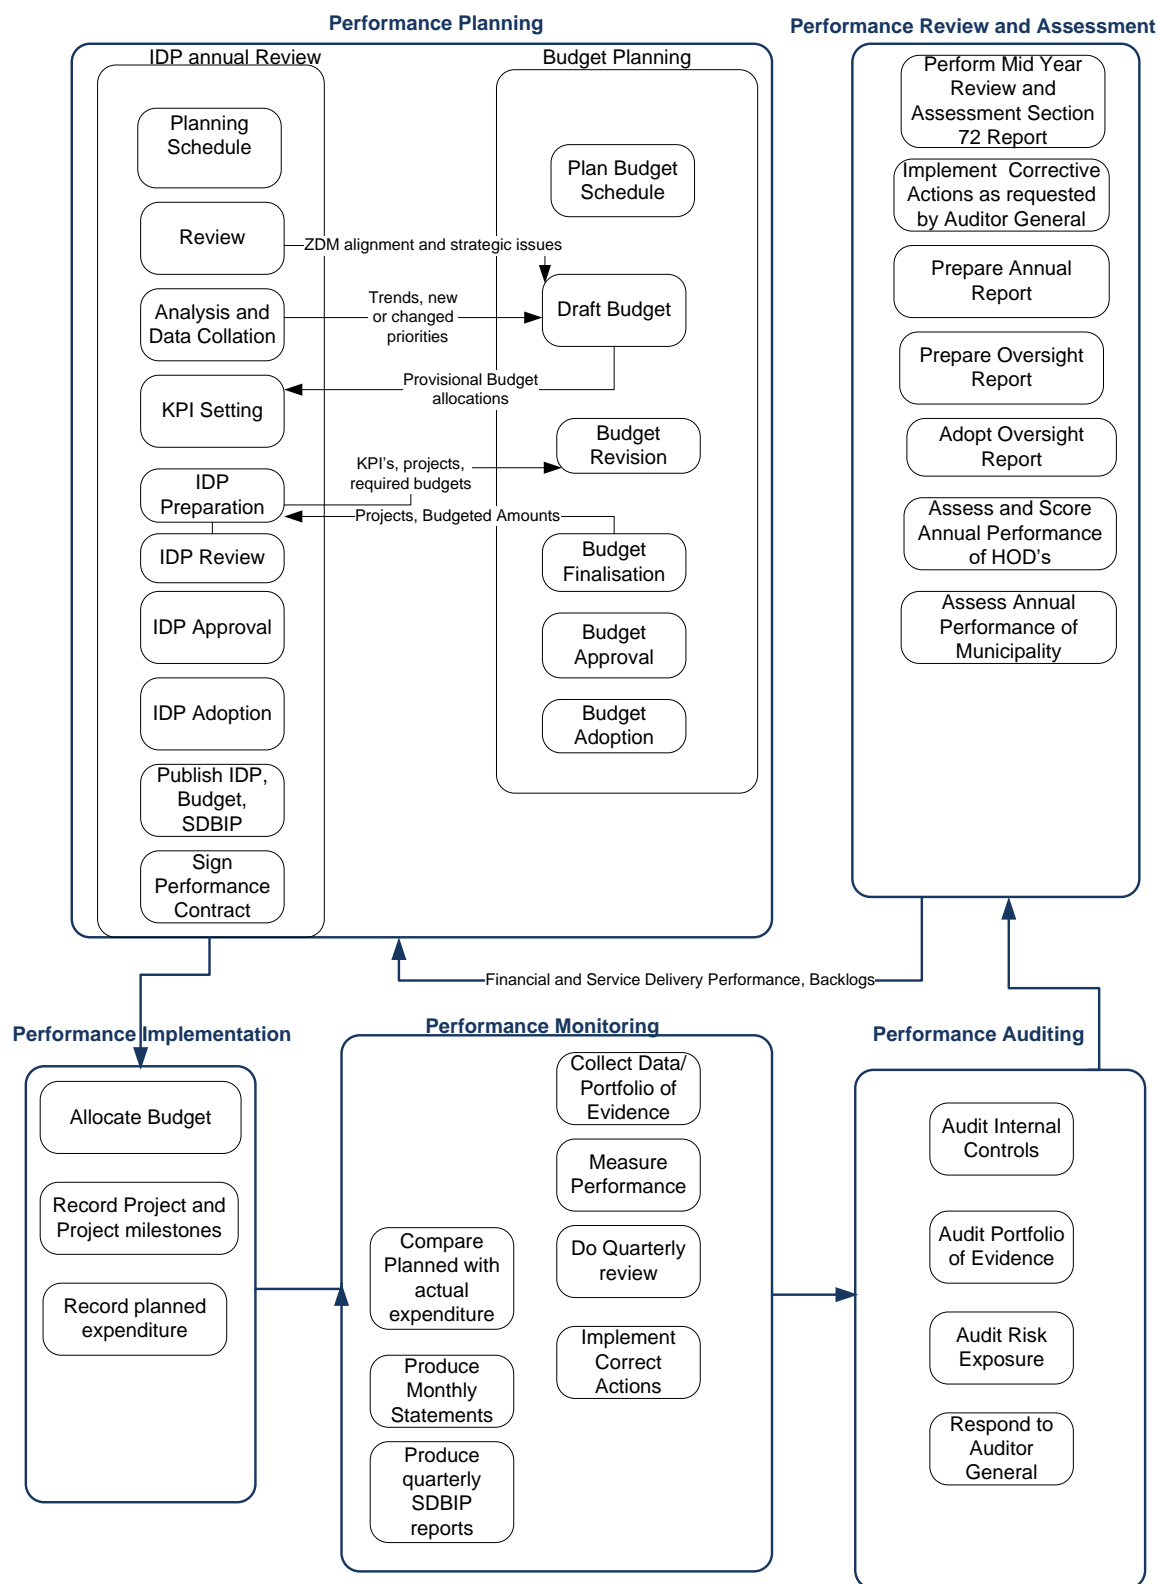 Performance Planning
IDP annual Review
Planning
Schedule
Review
Analysis and
Data Collation
KPI Setting
IDP
Preparation
IDP Review
IDP Approval
IDP Adoption
Publish IDP,
Budget,
SDBIP
Sign
Performance
Contract
ZDM alignment and strategic issues
Trends, new
or changed
priorities
Provisional Budget
allocations
KPI's, projects,
required budgets
Projects, Budgeted Amounts
Budget Planning
Plan Budget
Schedule
Draft Budget
Budget
Revision
Budget
Finalisation
Budget
Approval
Budget
Adoption
Performance Review and Assessment
Perform Mid Year
Review and
Assessment Section
72 Report
Implement Corrective
Actions as requested
by Auditor General
Prepare Annual
Report
Prepare Oversight
Report
Adopt Oversight
Report
Assess and Score
Annual Performance
of HOD's
Assess Annual
Performance of
Municipality
Financial and Service Delivery Performance, Backlogs
Performance Implementation
Allocate Budget
Record Project and
Project milestones
Record planned
expenditure
Performance Monitoring
Compare
Planned with
actual
expenditure
Produce
Monthly
Statements
Produce
quarterly
SDBIP
reports
Collect Data/
Portfolio of
Evidence
Measure
Performance
Do Quarterly
review
Implement
Correct
Actions
Performance Auditing
Audit Internal
Controls
Audit Portfolio
of Evidence
Audit Risk
Exposure
Respond to
Auditor
General